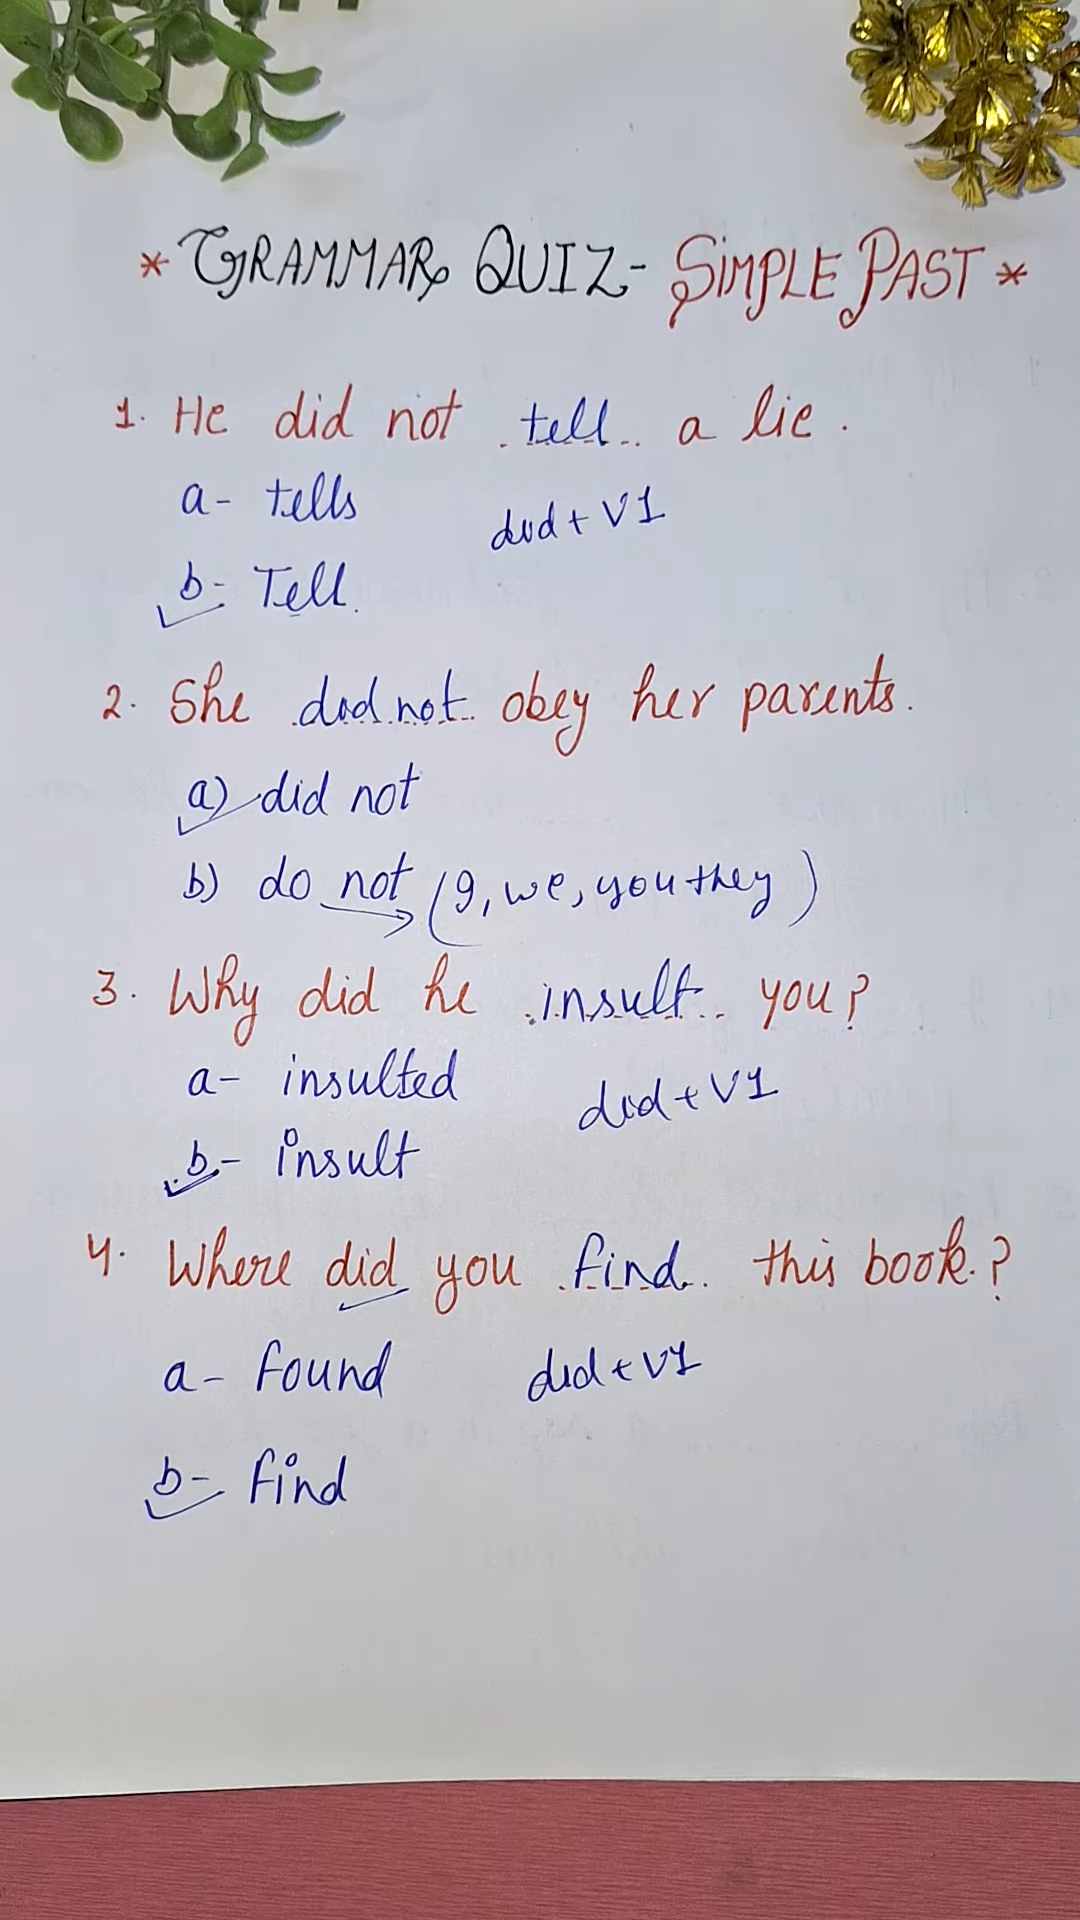 * GRAMMAR QUIZ - SIMPLE PAST *
1. He did not ..tell.. a lie.
a- tells
did + V1
b- Tell.
2. She ..did not.. obey her parents.
a) did not
b) do not → (I, we, you they)
3. Why did he ..insult.. you?
a- insulted
did + V1
b- insult
4. Where did you ..find.. this book.?
a- found
did + V1
b- find